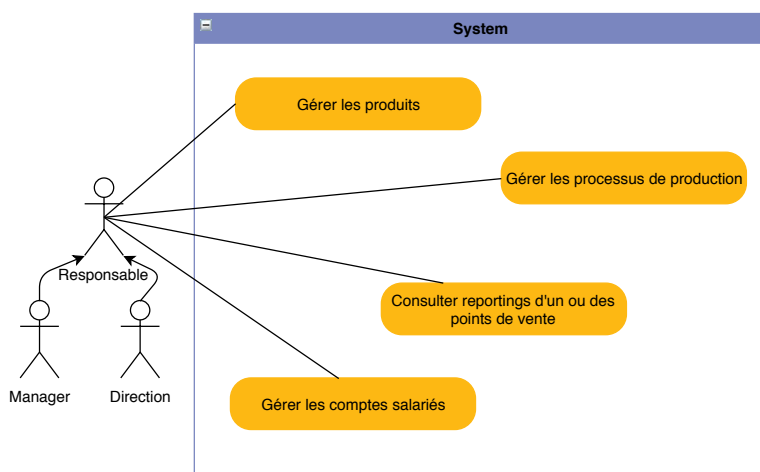 System
Gérer les produits
Gérer les processus de production
Responsable
Consulter reportings d'un ou des
points de vente
Manager
Direction
Gérer les comptes salariés